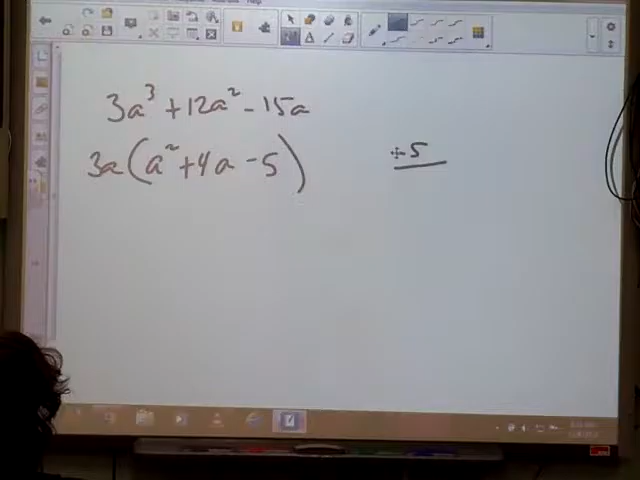 3a³ + 12a² - 15a
3a(a² + 4a - 5)
-5